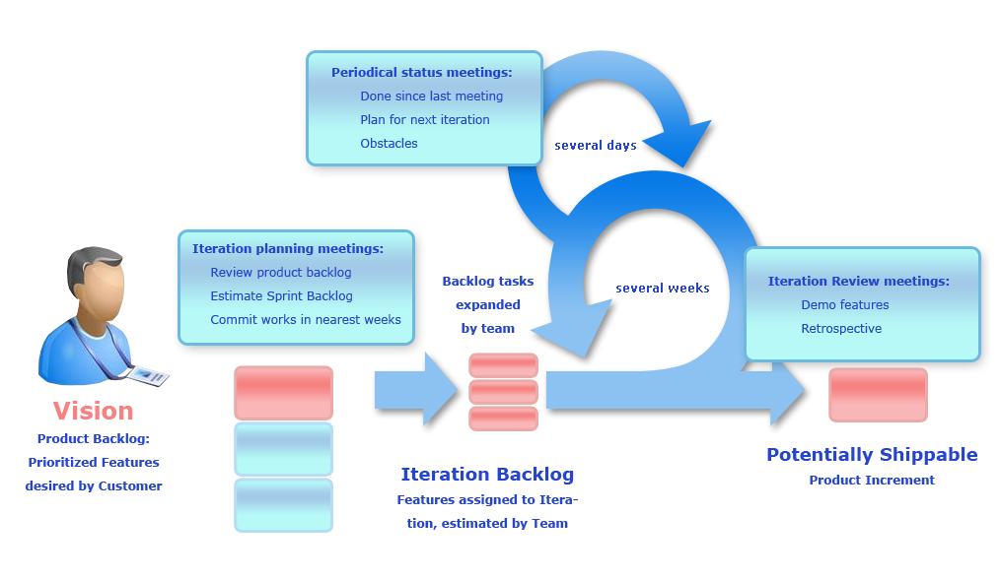 Periodical status meetings:
Done since last meeting
Plan for next iteration
Obstacles
several days
Iteration planning meetings:
Review product backlog
Estimate Sprint Backlog
Commit works in nearest weeks
Backlog tasks
expanded
by team
several weeks
Iteration Review meetings:
Demo features
Retrospective
Vision
Product Backlog:
Prioritized Features
desired by Customer
Iteration Backlog
Features assigned to Itera-
tion, estimated by Team
Potentially Shippable
Product Increment